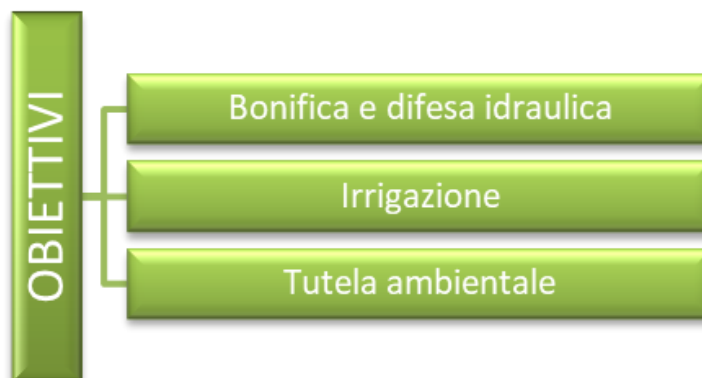 OBIETTIVI
Bonifica e difesa idraulica
Irrigazione
Tutela ambientale